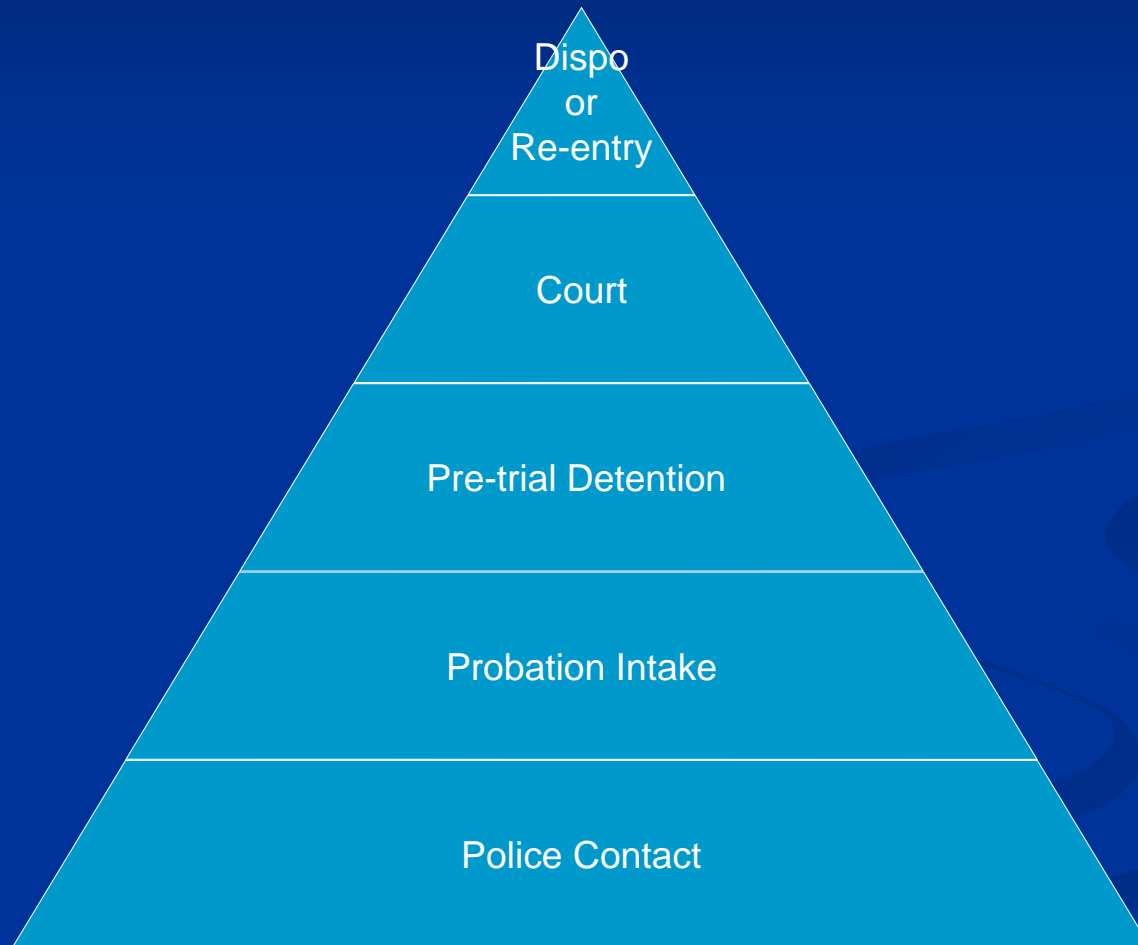 Dispo
or
Re-entry
Court
Pre-trial Detention
Probation Intake
Police Contact